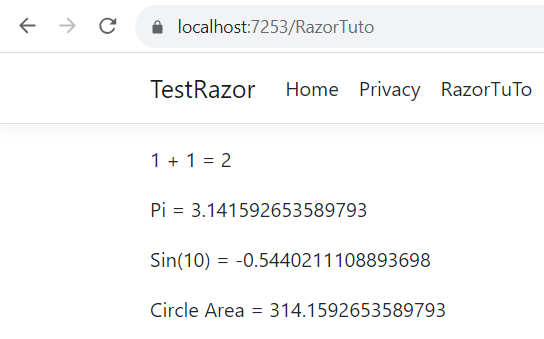 localhost:7253/RazorTuto
TestRazor Home Privacy RazorTuTo
1 + 1 = 2
Pi = 3.141592653589793
Sin(10) = -0.5440211108893698
Circle Area = 314.1592653589793